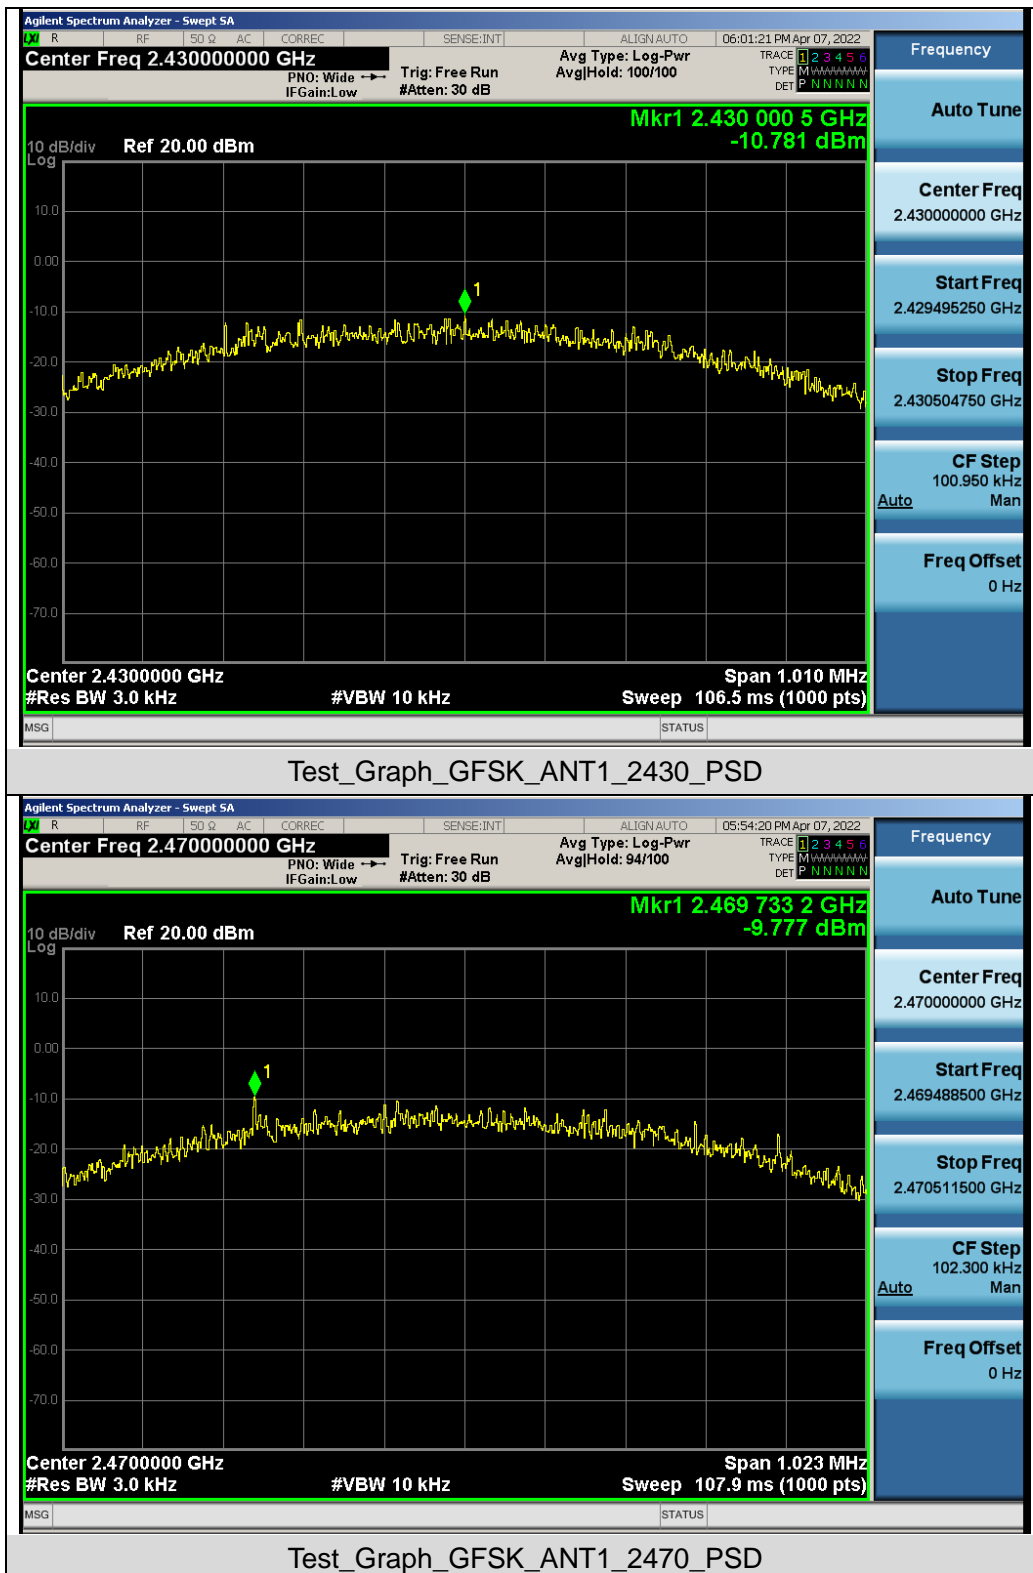 Agilent Spectrum Analyzer - Swept SA
LXI R RF 50 Ω AC CORREC SENSE:INT ALIGN AUTO 06:01:21 PM Apr 07, 2022
Center Freq 2.430000000 GHz
PNO: Wide
IFGain:Low
Trig: Free Run
#Atten: 30 dB
Avg Type: Log-Pwr
Avg|Hold: 100/100
TRACE 1 2 3 4 5 6
TYPE M WWWWW
DET P N N N N N
Mkr1 2.430 000 5 GHz
-10.781 dBm
10 dB/div Ref 20.00 dBm
Log
10.0
0.00
1
-10.0
-20.0
-30.0
-40.0
-50.0
-60.0
-70.0
Center 2.4300000 GHz Span 1.010 MHz
#Res BW 3.0 kHz #VBW 10 kHz Sweep 106.5 ms (1000 pts)
MSG STATUS
Frequency
Auto Tune
Center Freq
2.430000000 GHz
Start Freq
2.429495250 GHz
Stop Freq
2.430504750 GHz
CF Step
100.950 kHz
Auto Man
Freq Offset
0 Hz
Test_Graph_GFSK_ANT1_2430_PSD
Agilent Spectrum Analyzer - Swept SA
LXI R RF 50 Ω AC CORREC SENSE:INT ALIGN AUTO 05:54:20 PM Apr 07, 2022
Center Freq 2.470000000 GHz
PNO: Wide
IFGain:Low
Trig: Free Run
#Atten: 30 dB
Avg Type: Log-Pwr
Avg|Hold: 94/100
TRACE 1 2 3 4 5 6
TYPE M WWWWW
DET P N N N N N
Mkr1 2.469 733 2 GHz
-9.777 dBm
10 dB/div Ref 20.00 dBm
Log
10.0
0.00
1
-10.0
-20.0
-30.0
-40.0
-50.0
-60.0
-70.0
Center 2.4700000 GHz Span 1.023 MHz
#Res BW 3.0 kHz #VBW 10 kHz Sweep 107.9 ms (1000 pts)
MSG STATUS
Frequency
Auto Tune
Center Freq
2.470000000 GHz
Start Freq
2.469488500 GHz
Stop Freq
2.470511500 GHz
CF Step
102.300 kHz
Auto Man
Freq Offset
0 Hz
Test_Graph_GFSK_ANT1_2470_PSD